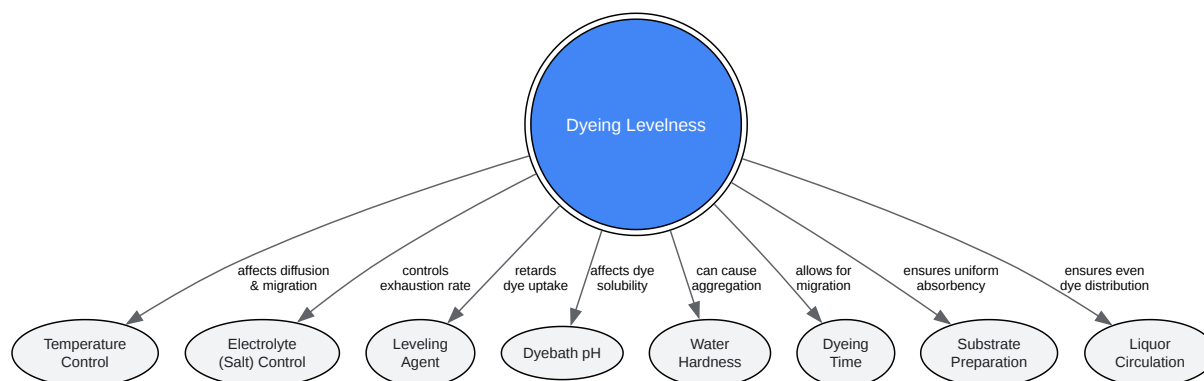 Dyeing Levelness
affects diffusion
& migration
controls
exhaustion rate
retards
dye uptake
affects dye
solubility
can cause
aggregation
allows for
migration
ensures uniform
absorbency
ensures even
dye distribution
Temperature
Control
Electrolyte
(Salt) Control
Leveling
Agent
Dyebath pH
Water
Hardness
Dyeing
Time
Substrate
Preparation
Liquor
Circulation